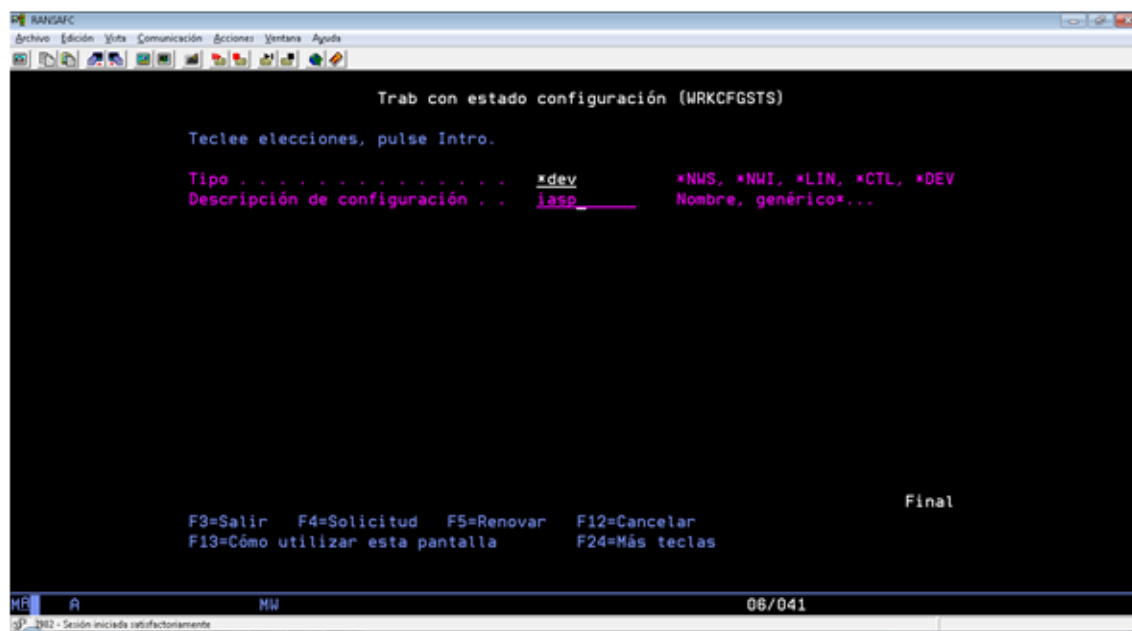 RANSAFC
Archivo Edición Vista Comunicación Acciones Ventana Ayuda
Trab con estado configuración (WRKCFGSTS)
Teclee elecciones, pulse Intro.
Tipo . . . . . . . . . . . . . . *dev *NWS, *NWI, *LIN, *CTL, *DEV
Descripción de configuración . . iasp Nombre, genérico*...
Final
F3=Salir F4=Solicitud F5=Renovar F12=Cancelar
F13=Cómo utilizar esta pantalla F24=Más teclas
MA A MW 06/041
I902 - Sesión iniciada satisfactoriamente